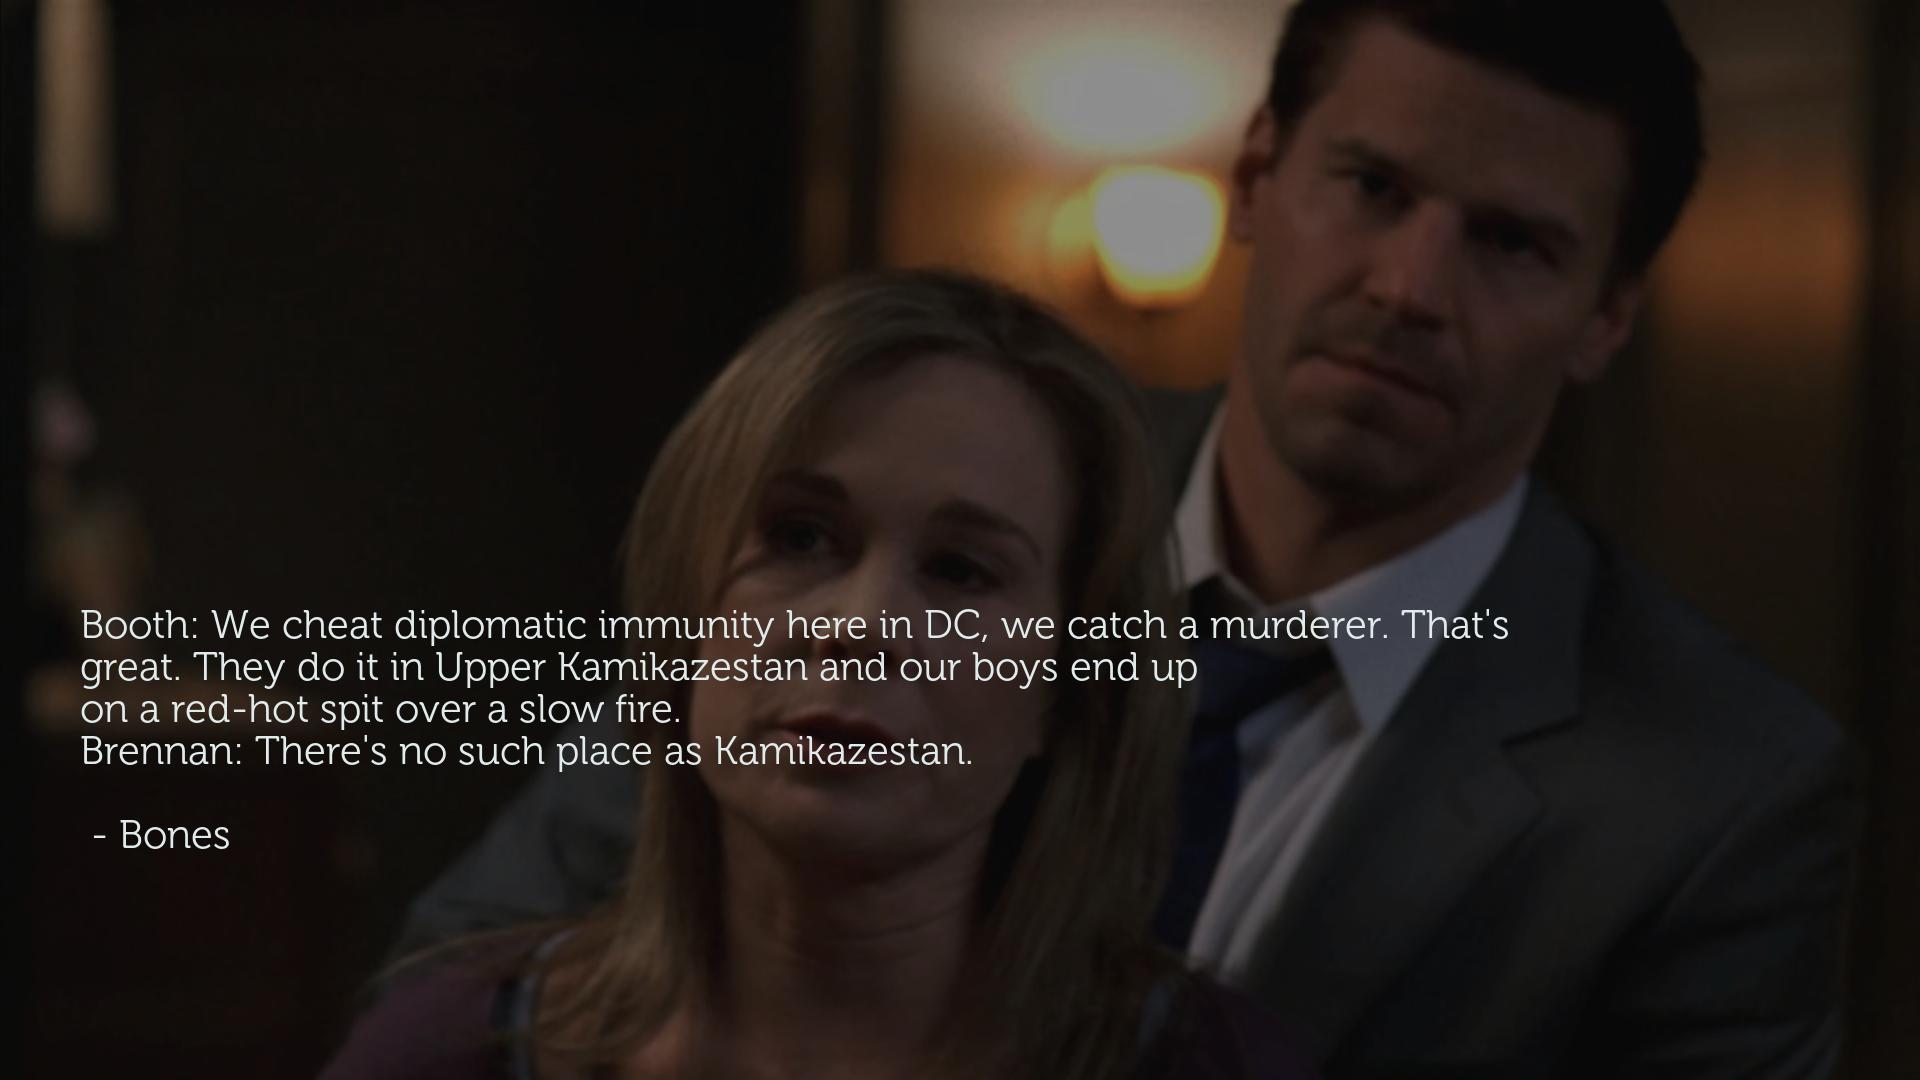 Booth: We cheat diplomatic immunity here in DC, we catch a murderer. That's
great. They do it in Upper Kamikazestan and our boys end up
on a red-hot spit over a slow fire.
Brennan: There's no such place as Kamikazestan.
- Bones